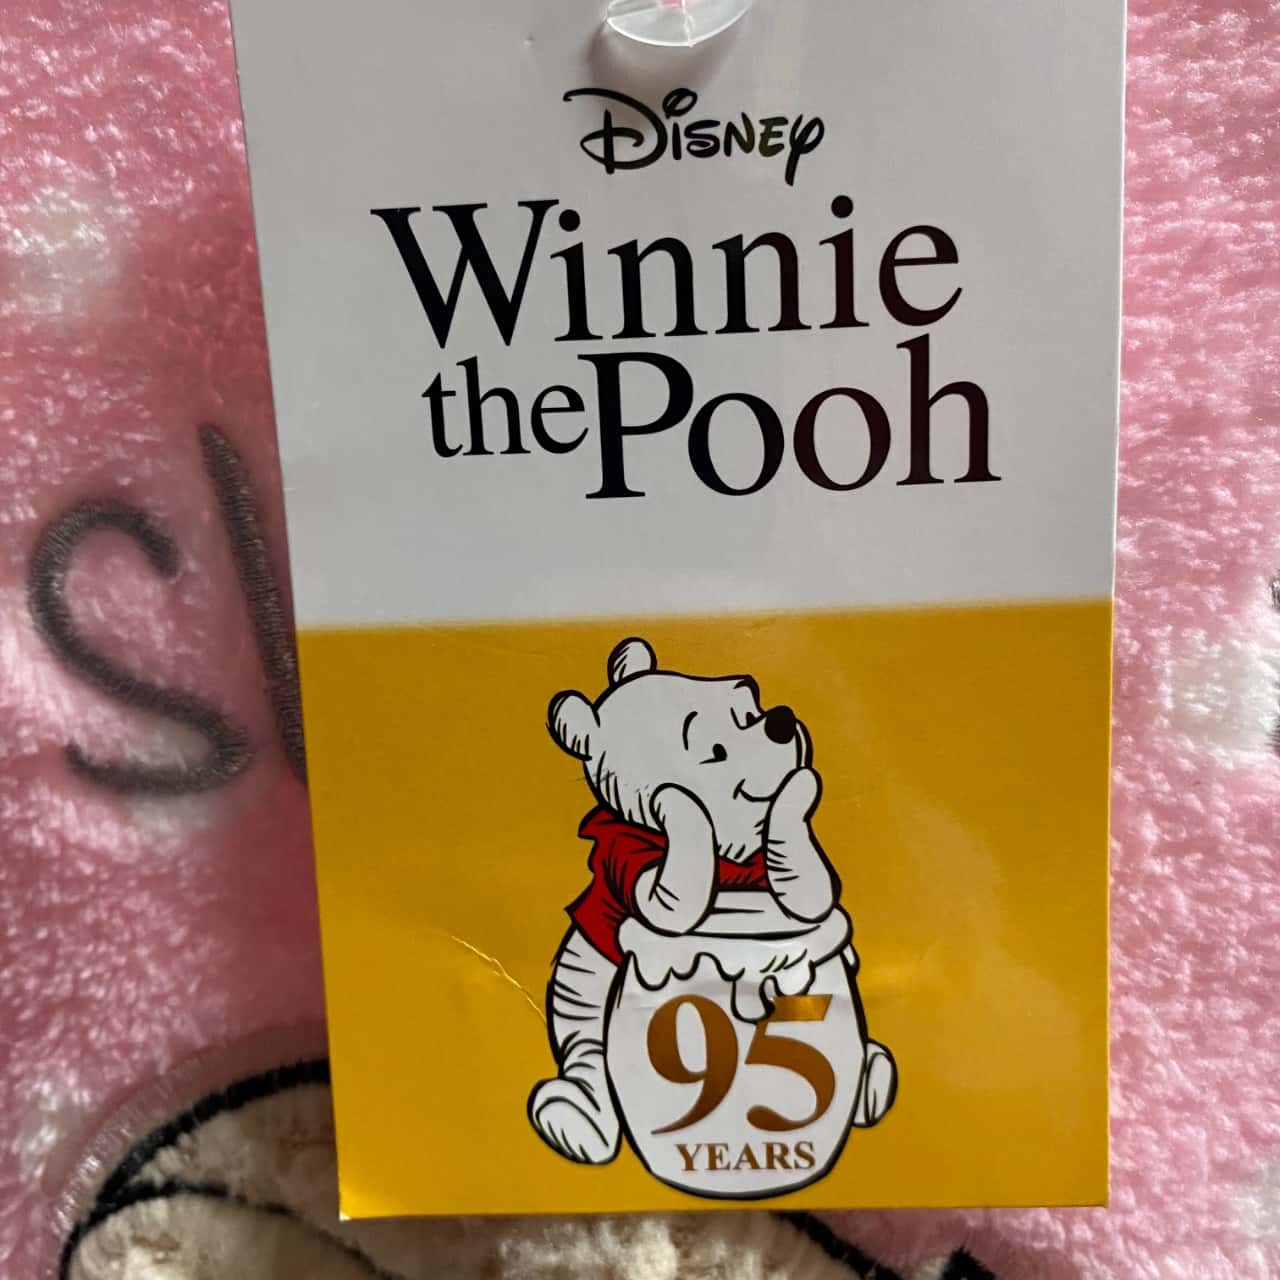 Disney
Winnie
the Pooh
95
YEARS